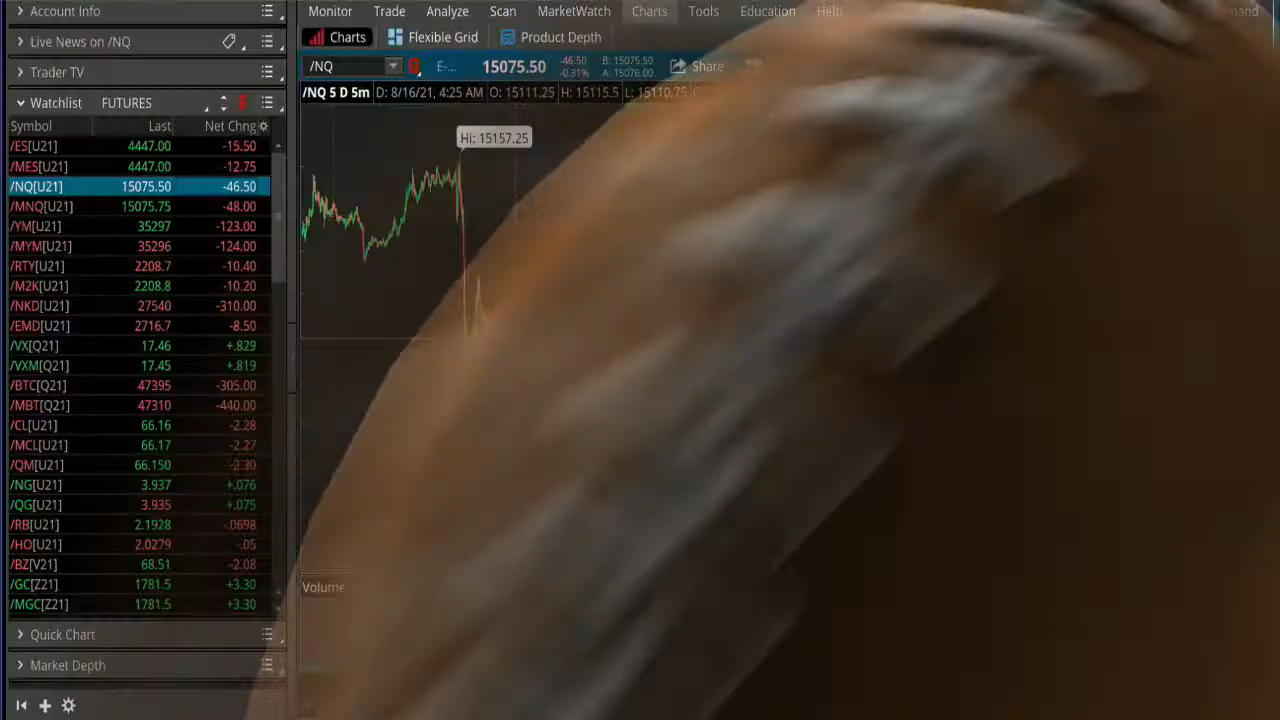 Account Info
Monitor Trade Analyze Scan MarketWatch Charts Tools Education Help
Live News on /NQ
Charts Flexible Grid Product Depth
Trader TV
/NQ E-... 15075.50 -46.50 -0.31% B: 15075.50 A: 15076.00 Share
/NQ 5 D 5m D: 8/16/21, 4:25 AM O: 15111.25 H: 15115.5 L: 15110.75
Watchlist FUTURES
Symbol Last Net Chng
Hi: 15157.25
/ES[U21] 4447.00 -15.50
/MES[U21] 4447.00 -12.75
/NQ[U21] 15075.50 -46.50
/MNQ[U21] 15075.75 -48.00
/YM[U21] 35297 -123.00
/MYM[U21] 35296 -124.00
/RTY[U21] 2208.7 -10.40
/M2K[U21] 2208.8 -10.20
/NKD[U21] 27540 -310.00
/EMD[U21] 2716.7 -8.50
/VX[Q21] 17.46 +.829
/VXM[Q21] 17.45 +.819
/BTC[Q21] 47395 -305.00
/MBT[Q21] 47310 -440.00
/CL[U21] 66.16 -2.28
/MCL[U21] 66.17 -2.27
/QM[U21] 66.150 -2.30
/NG[U21] 3.937 +.076
/QG[U21] 3.935 +.075
/RB[U21] 2.1928 -.0698
/HO[U21] 2.0279 -.05
/BZ[V21] 68.51 -2.08
/GC[Z21] 1781.5 +3.30
/MGC[Z21] 1781.5 +3.30
Volume
Quick Chart
Market Depth